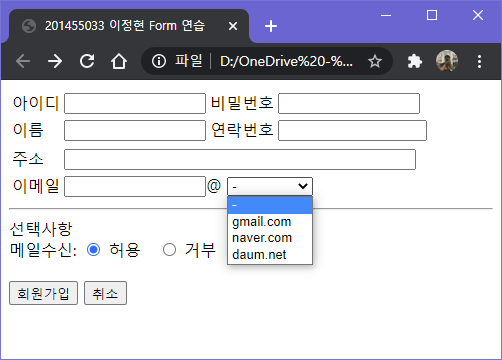 201455033 이정현 Form 연습
파일 D:/OneDrive%20-%...
아이디 비밀번호
이름 연락번호
주소
이메일 @ -
-
gmail.com
naver.com
daum.net
선택사항
메일수신: 허용 거부
회원가입 취소